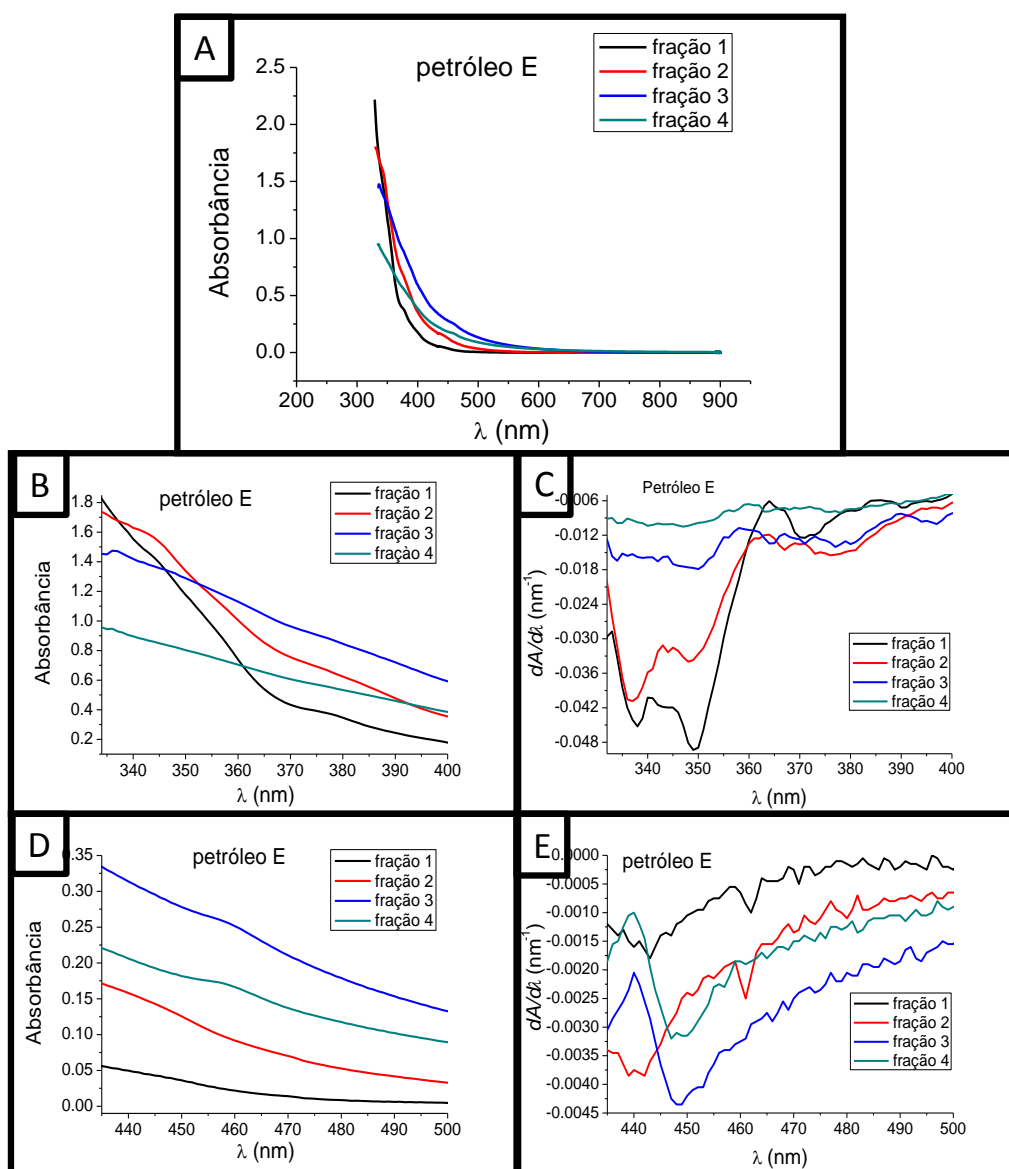 A
petróleo E
fração 1
fração 2
fração 3
fração 4
2.5
2.0
1.5
1.0
0.5
0.0
Absorbância
200 300 400 500 600 700 800 900
λ (nm)
B
petróleo E
fração 1
fração 2
fração 3
fraçào 4
1.8
1.6
1.4
1.2
1.0
0.8
0.6
0.4
0.2
Absorbância
340 350 360 370 380 390 400
λ (nm)
C
Petróleo E
-0.006
-0.012
-0.018
-0.024
-0.030
-0.036
-0.042
-0.048
dA/dλ (nm⁻¹)
fração 1
fração 2
fração 3
fração 4
340 350 360 370 380 390 400
λ (nm)
D
petróleo E
fração 1
fração 2
fração 3
fração 4
0.35
0.30
0.25
0.20
0.15
0.10
0.05
0.00
Absorbância
440 450 460 470 480 490 500
λ (nm)
E
petróleo E
0.0000
-0.0005
-0.0010
-0.0015
-0.0020
-0.0025
-0.0030
-0.0035
-0.0040
-0.0045
dA/dλ (nm⁻¹)
fração 1
fração 2
fração 3
fração 4
440 450 460 470 480 490 500
λ (nm)